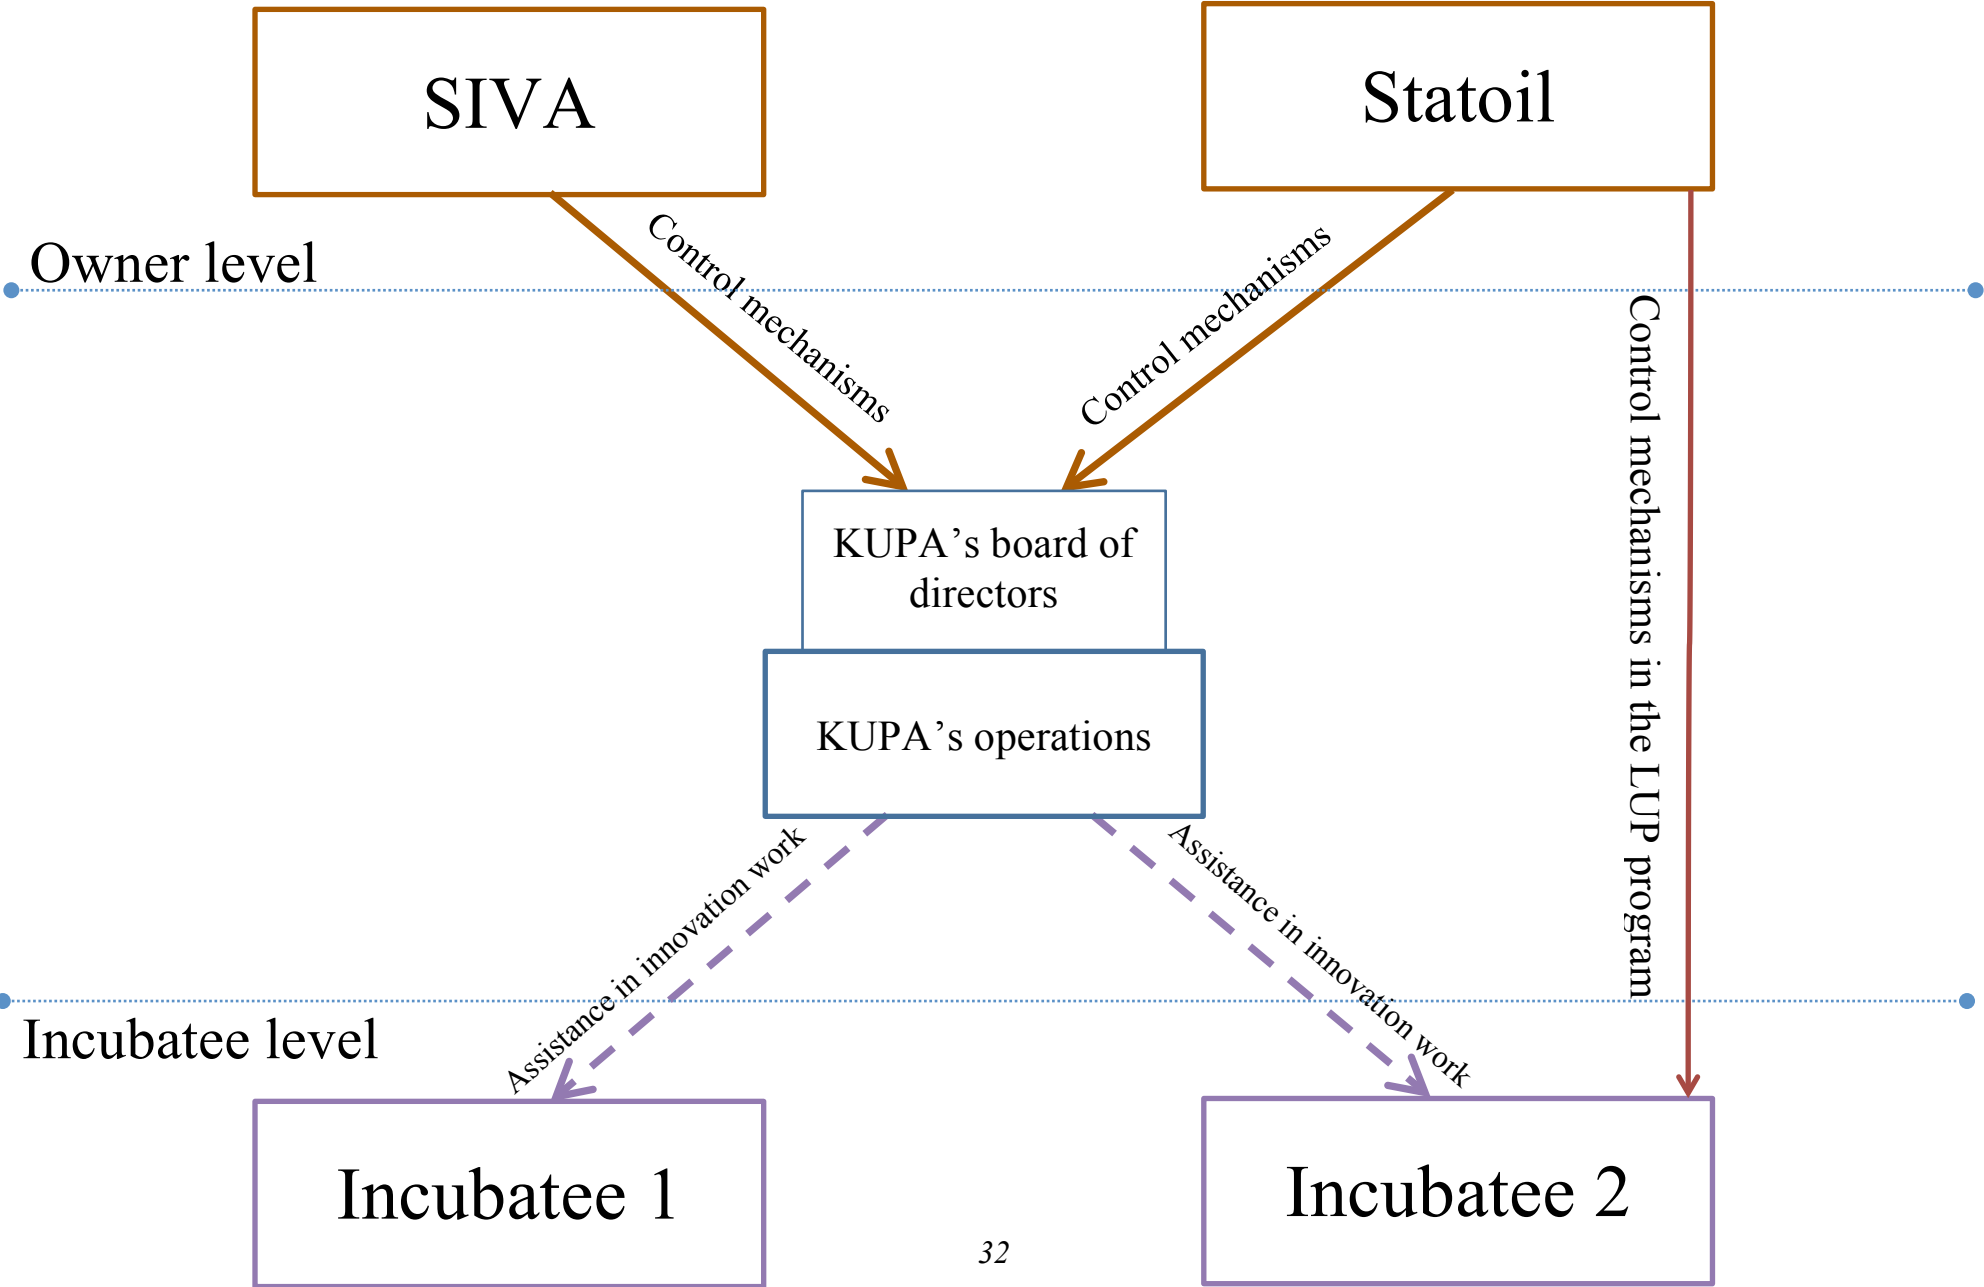 SIVA
Statoil
Owner level
Control mechanisms
Control mechanisms
Control mechanisms in the LUP program
KUPA’s board of
directors
KUPA’s operations
Assistance in innovation work
Assistance in innovation work
Incubatee level
Incubatee 1
Incubatee 2
32